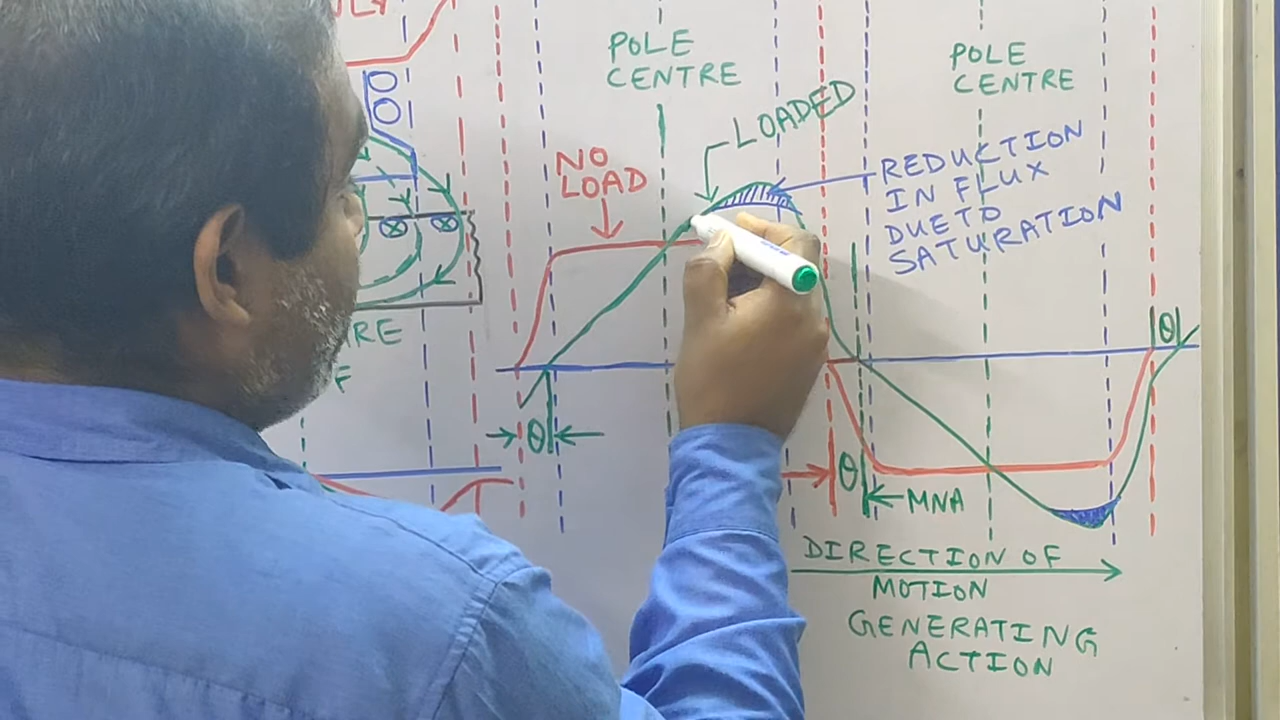 POLE
CENTRE
POLE
CENTRE
LOADED
NO
LOAD
REDUCTION
IN FLUX
DUE TO
SATURATION
θ
θ
θ
MNA
DIRECTION OF
MOTION
GENERATING
ACTION